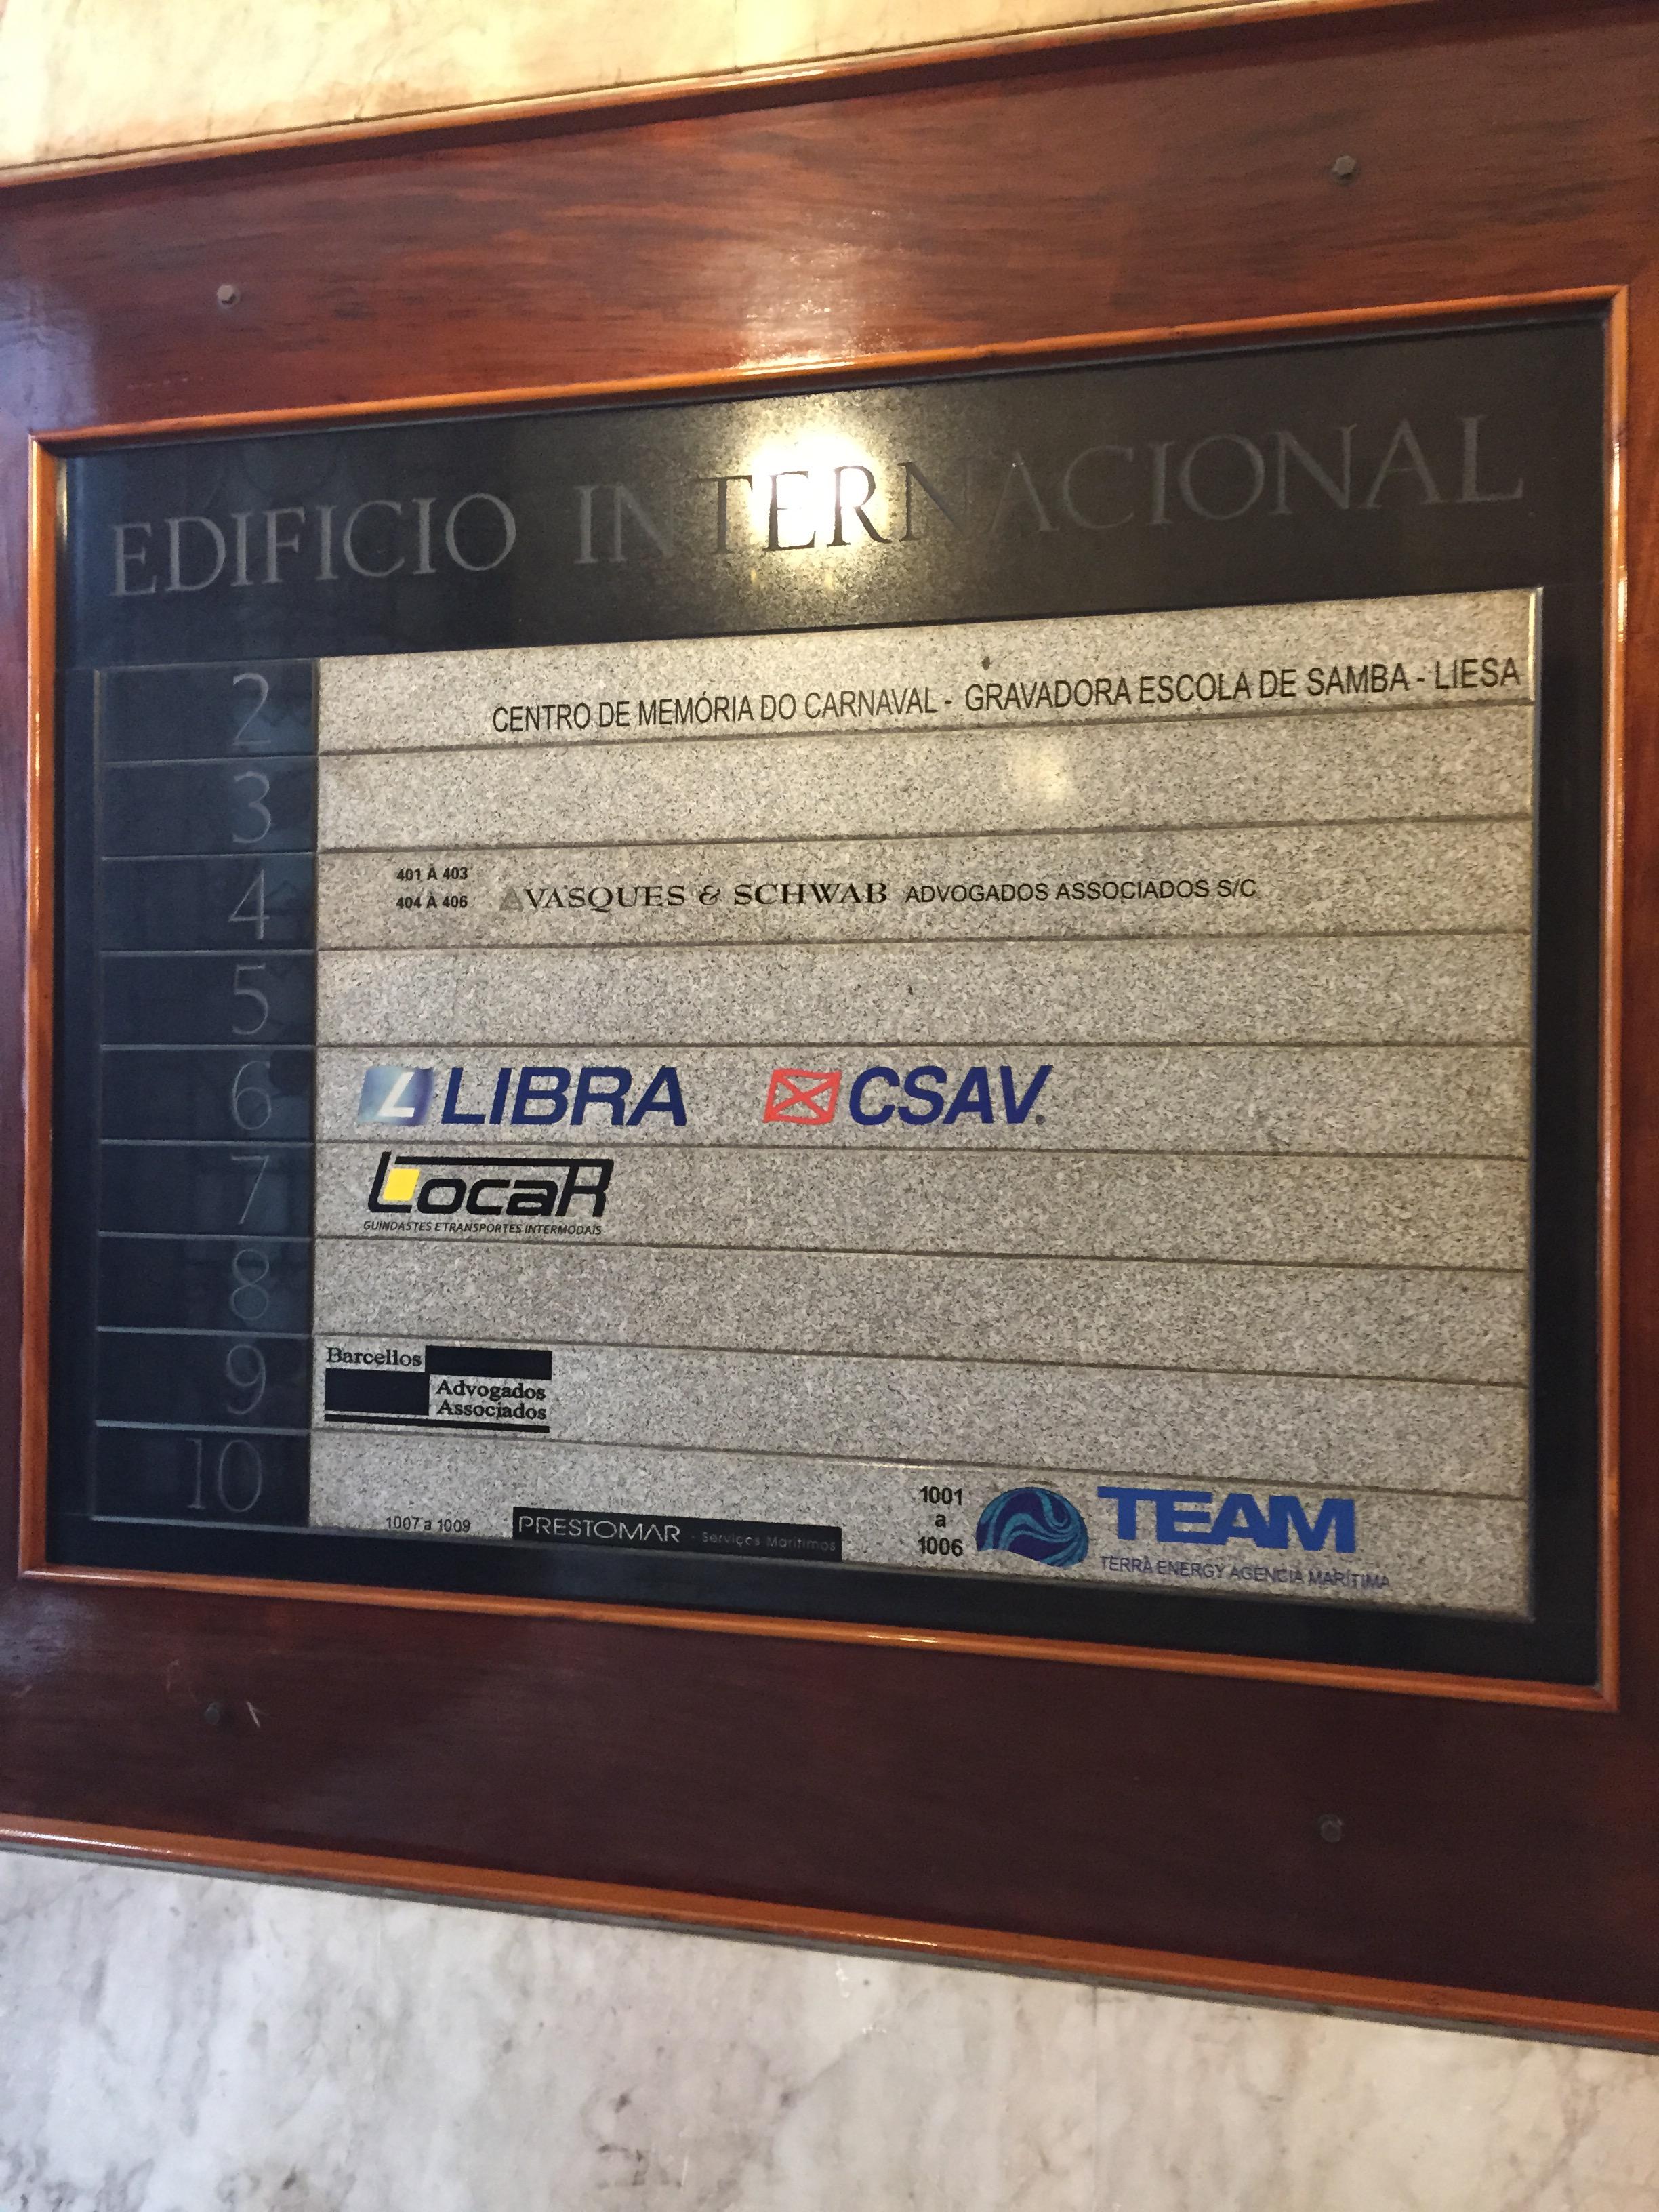 EDIFICIO INTERNACIONAL
2 CENTRO DE MEMÓRIA DO CARNAVAL - GRAVADORA ESCOLA DE SAMBA - LIESA
3
4 401 À 403
404 À 406 VASQUES & SCHWAB ADVOGADOS ASSOCIADOS S/C
5
6 L LIBRA CSAV
7 LocaR
GUINDASTES E TRANSPORTES INTERMODAIS
8
9 Barcellos
Advogados
Associados
10 1007 a 1009 PRESTOMAR - Serviços Marítimos
1001
a
1006
TEAM
TERRA ENERGY AGENCIA MARÍTIMA